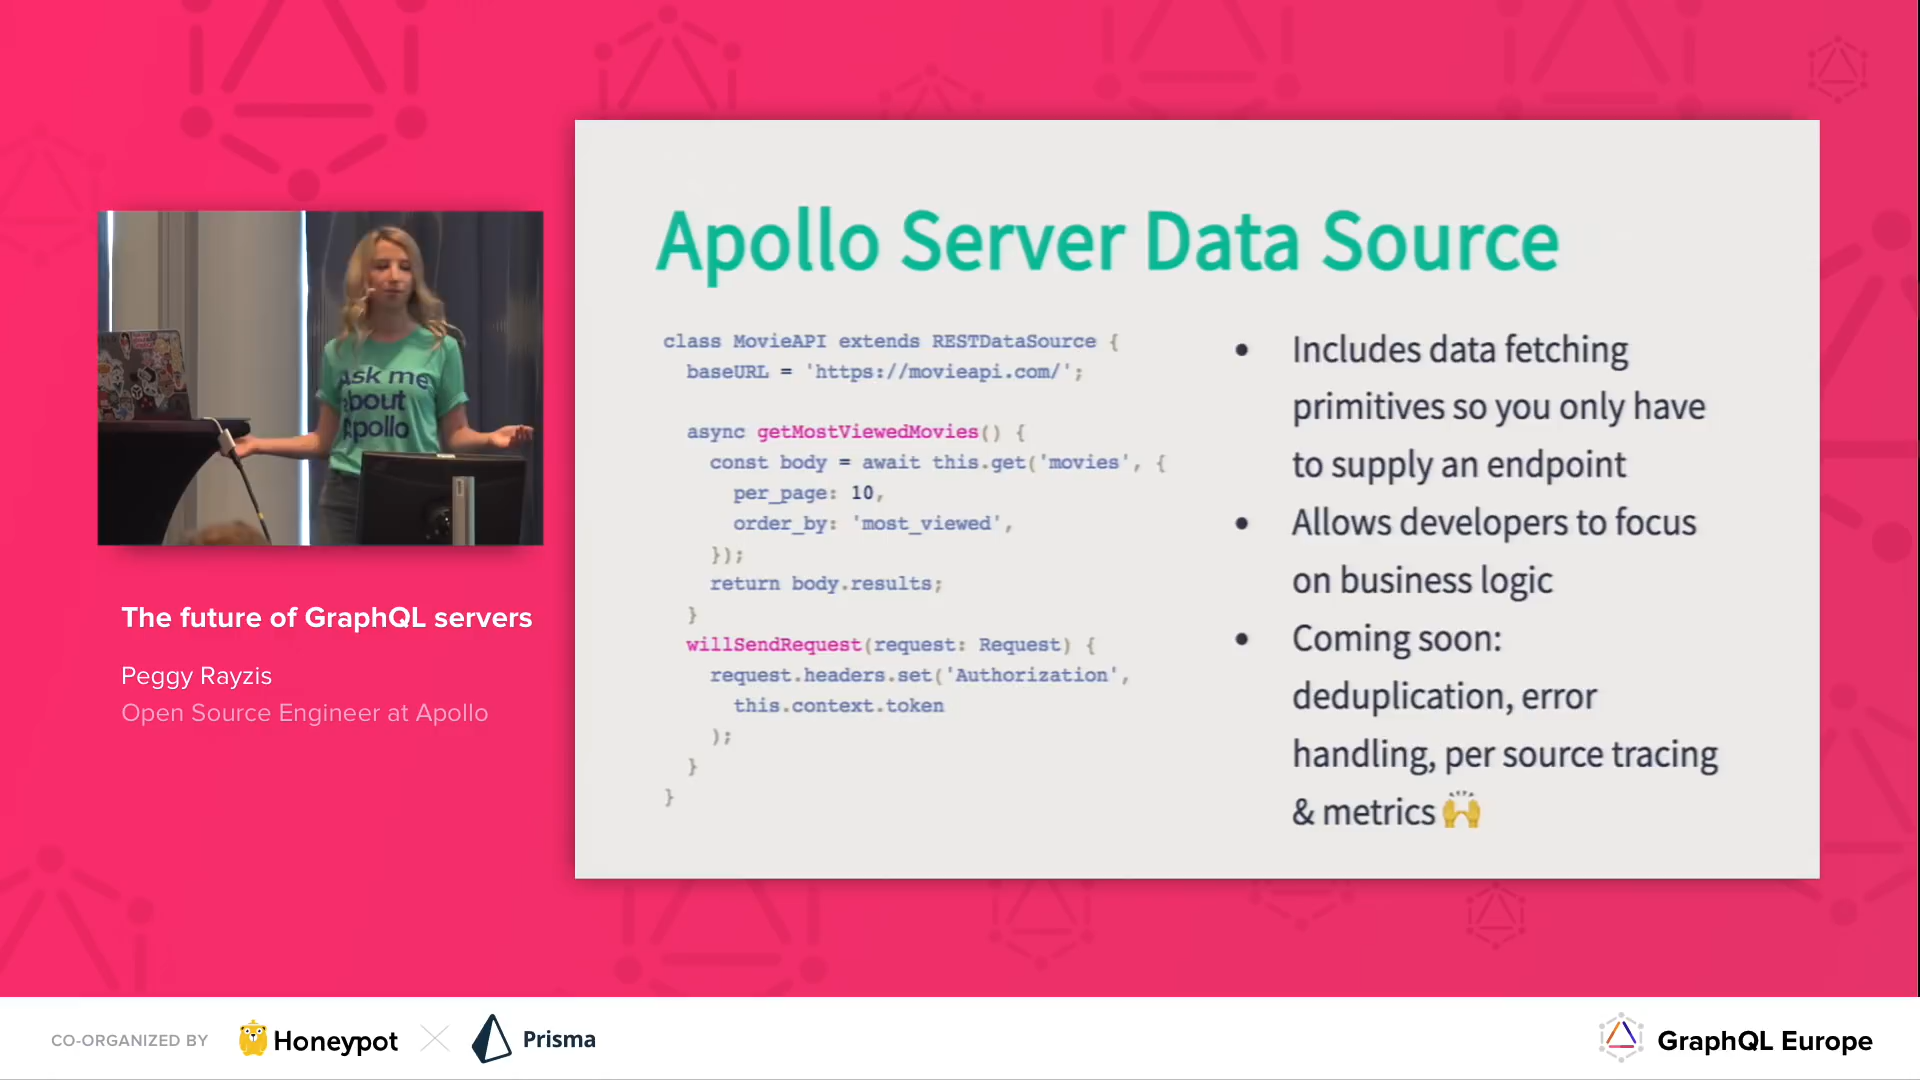 Apollo Server Data Source
class MovieAPI extends RESTDataSource {
baseURL = 'https://movieapi.com/';
async getMostViewedMovies() {
const body = await this.get('movies', {
per_page: 10,
order_by: 'most_viewed',
});
return body.results;
}
willSendRequest(request: Request) {
request.headers.set('Authorization',
this.context.token
);
}
}
• Includes data fetching
primitives so you only have
to supply an endpoint
• Allows developers to focus
on business logic
• Coming soon:
deduplication, error
handling, per source tracing
& metrics 🙌
Ask me
about
Apollo
The future of GraphQL servers
Peggy Rayzis
Open Source Engineer at Apollo
CO-ORGANIZED BY
Honeypot
Prisma
GraphQL Europe